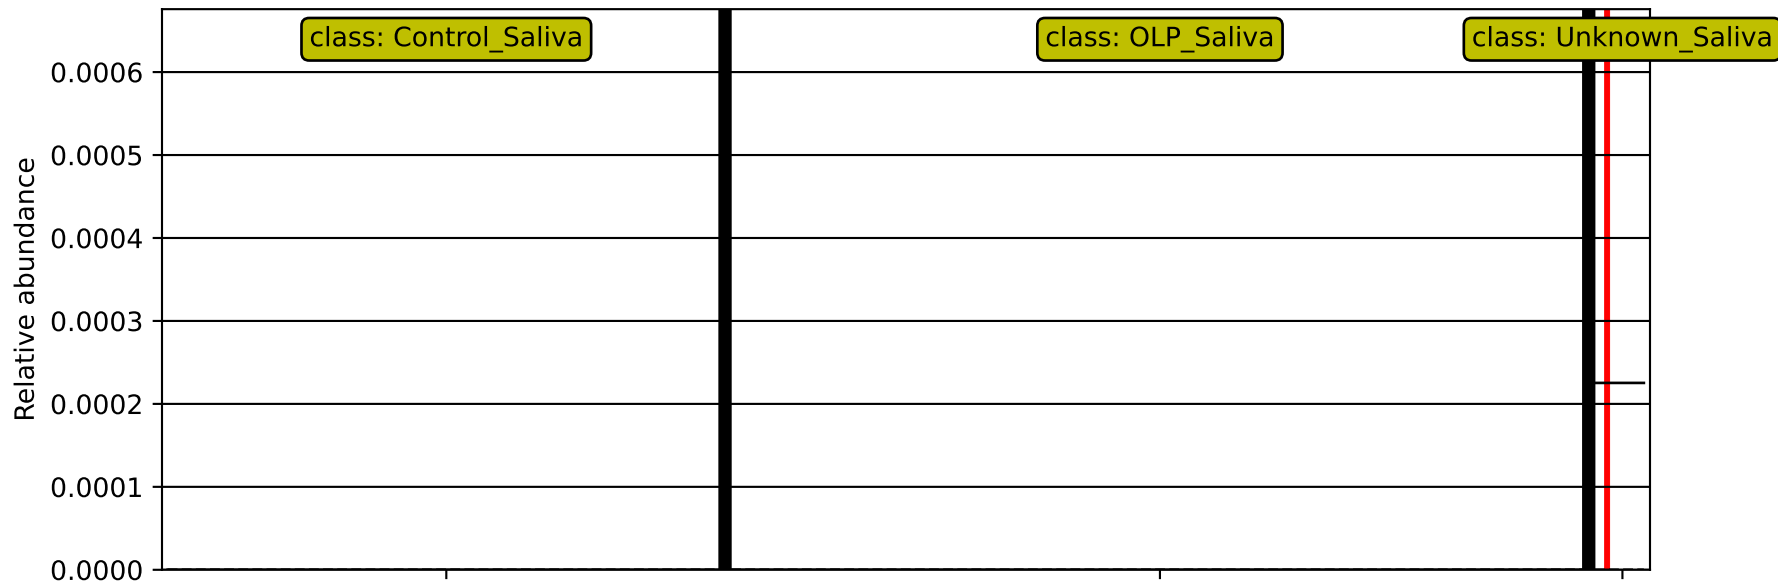 class: Control_Saliva
class: OLP_Saliva
class: Unknown_Saliva
0.0006
0.0005
0.0004
0.0003
0.0002
0.0001
0.0000
Relative abundance